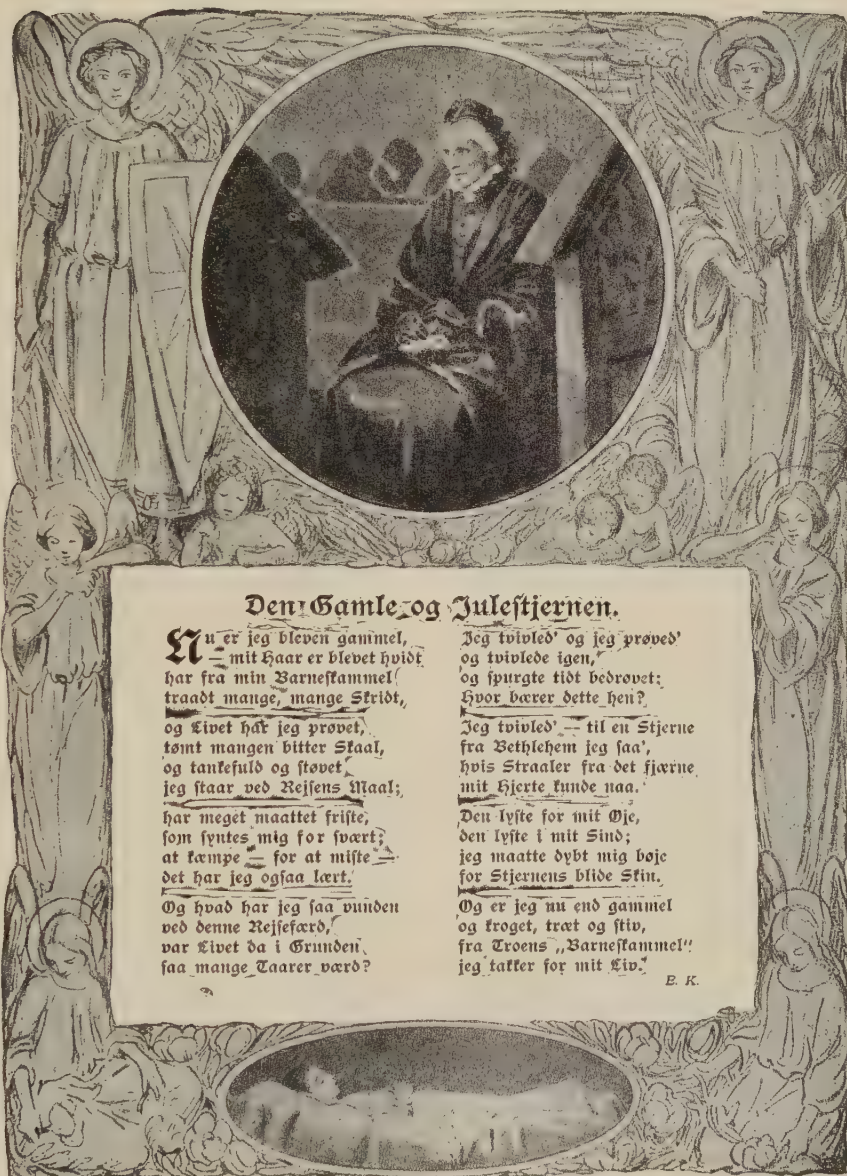 Den Gamle og Julestjernen.
Nu er jeg bleven gammel,
— mit Haar er blevet hvidt
har fra min Barneskammel
traadt mange, mange Skridt,
og Livet har jeg prøvet,
tømt mangen bitter Skaal,
og tankefuld og støvet
jeg staar ved Rejsens Maal;
har meget maattet friste,
som syntes mig for svært;
at kæmpe — for at miste —
det har jeg ogsaa lært.
Og hvad har jeg saa vunden
ved denne Rejsefærd,
var Livet da i Grunden
saa mange Taarer værd?
Jeg tvivled' og jeg prøved'
og tvivlede igen,
og spurgte tidt bedrøvet:
Hvor bærer dette hen?
Jeg tvivled' — til en Stjerne
fra Bethlehem jeg saa',
hvis Straaler fra det fjærne
mit Hjerte kunde naa.
Den lyste for mit Øje,
den lyste i mit Sind;
jeg maatte dybt mig bøje
for Stjernens blide Skin.
Og er jeg nu end gammel
og kroget, træt og stiv,
fra Troens „Barneskammel"
jeg takker for mit Liv.
E. K.